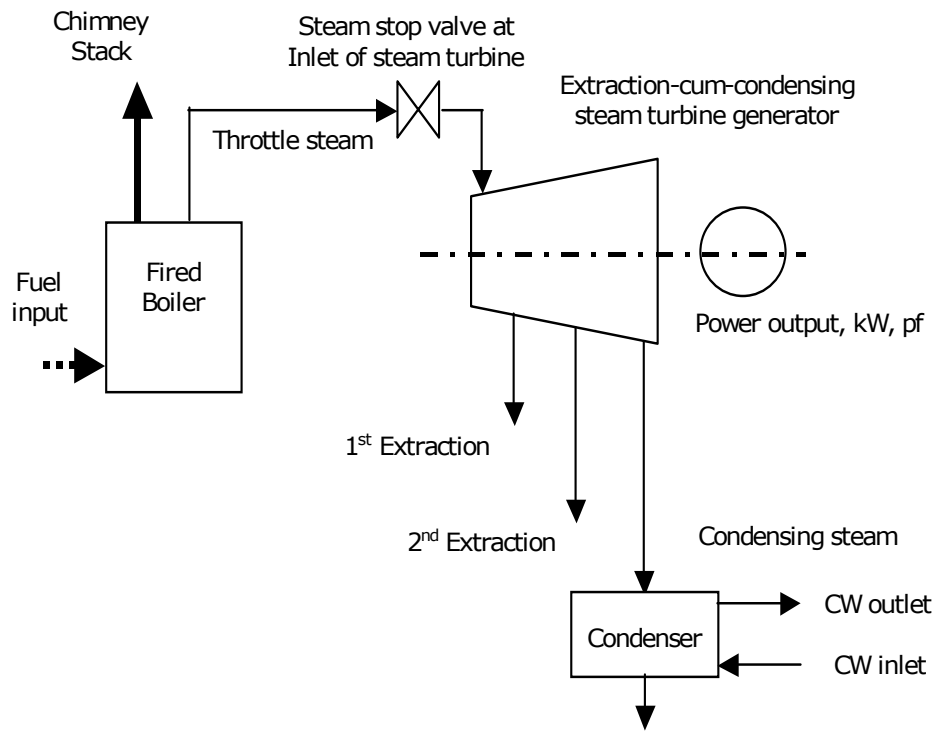 Chimney
Stack
Steam stop valve at
Inlet of steam turbine
Extraction-cum-condensing
steam turbine generator
Throttle steam
Fuel
input
Fired
Boiler
Power output, kW, pf
1st Extraction
2nd Extraction
Condensing steam
CW outlet
Condenser
CW inlet